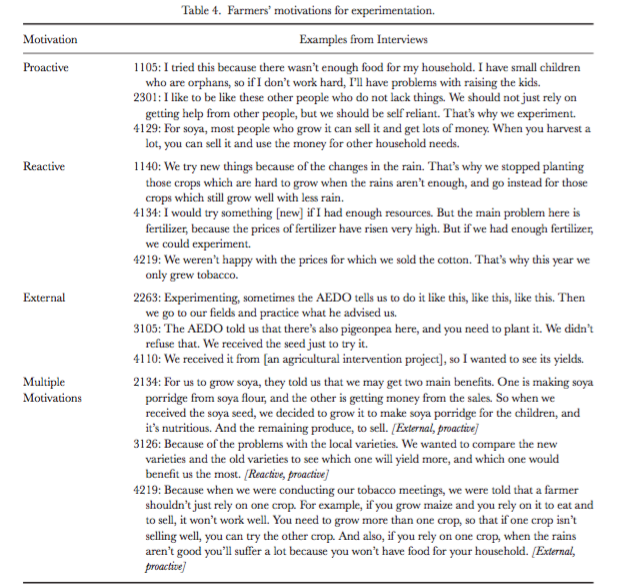 Table 4. Farmers' motivations for experimentation.
Motivation Examples from Interviews
Proactive 1105: I tried this because there wasn't enough food for my household. I have small children
who are orphans, so if I don't work hard, I'll have problems with raising the kids.
2301: I like to be like these other people who do not lack things. We should not just rely on
getting help from other people, but we should be self reliant. That's why we experiment.
4129: For soya, most people who grow it can sell it and get lots of money. When you harvest a
lot, you can sell it and use the money for other household needs.
Reactive 1140: We try new things because of the changes in the rain. That's why we stopped planting
those crops which are hard to grow when the rains aren't enough, and go instead for those
crops which still grow well with less rain.
4134: I would try something [new] if I had enough resources. But the main problem here is
fertilizer, because the prices of fertilizer have risen very high. But if we had enough fertilizer,
we could experiment.
4219: We weren't happy with the prices for which we sold the cotton. That's why this year we
only grew tobacco.
External 2263: Experimenting, sometimes the AEDO tells us to do it like this, like this, like this. Then
we go to our fields and practice what he advised us.
3105: The AEDO told us that there's also pigeonpea here, and you need to plant it. We didn't
refuse that. We received the seed just to try it.
4110: We received it from [an agricultural intervention project], so I wanted to see its yields.
Multiple 2134: For us to grow soya, they told us that we may get two main benefits. One is making soya
Motivations porridge from soya flour, and the other is getting money from the sales. So when we
received the soya seed, we decided to grow it to make soya porridge for the children, and
it's nutritious. And the remaining produce, to sell. [External, proactive]
3126: Because of the problems with the local varieties. We wanted to compare the new
varieties and the old varieties to see which one will yield more, and which one would
benefit us the most. [Reactive, proactive]
4219: Because when we were conducting our tobacco meetings, we were told that a farmer
shouldn't just rely on one crop. For example, if you grow maize and you rely on it to eat and
to sell, it won't work well. You need to grow more than one crop, so that if one crop isn't
selling well, you can try the other crop. And also, if you rely on one crop, when the rains
aren't good you'll suffer a lot because you won't have food for your household. [External,
proactive]